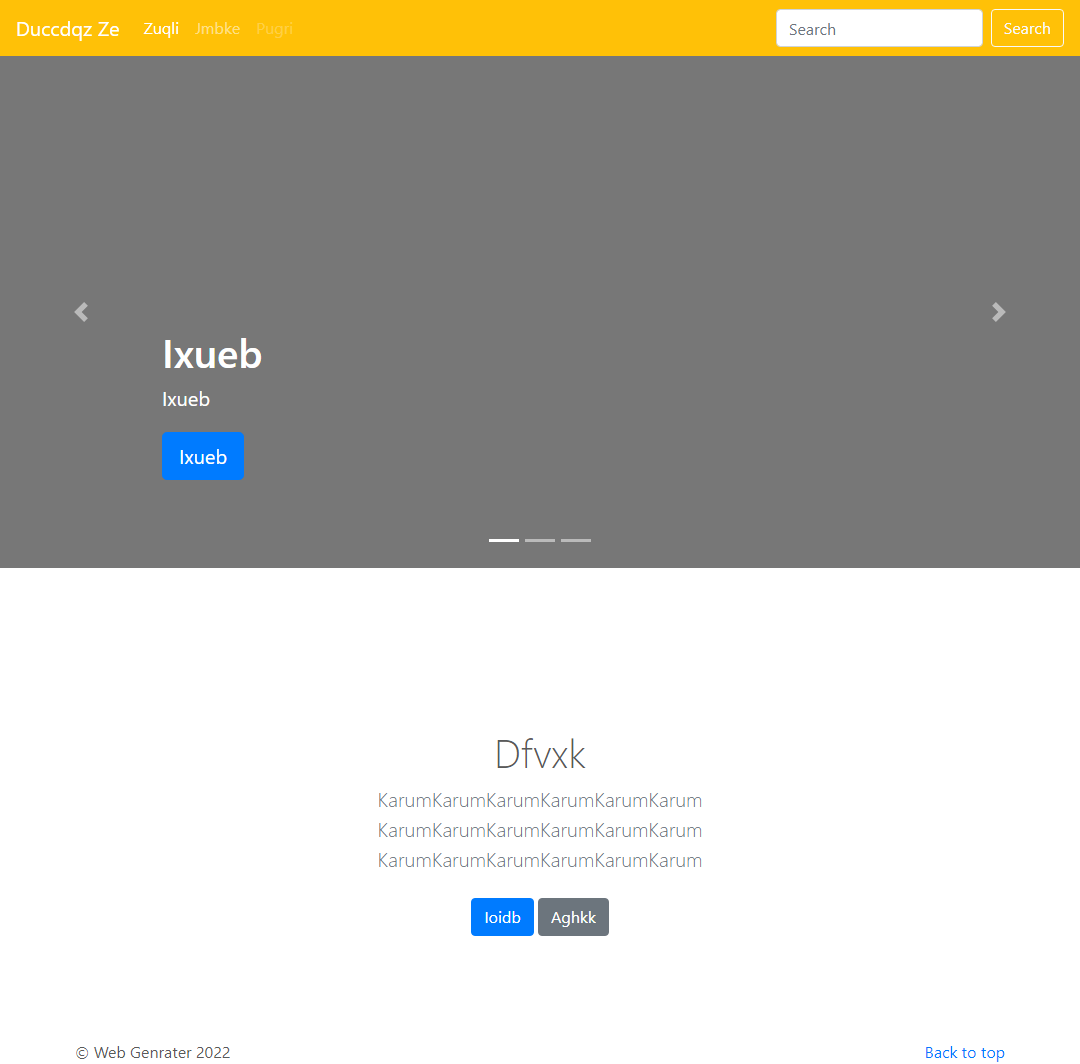 Duccdqz Ze Zuqli Jmbke Pugri Search Search
Ixueb
Ixueb
Ixueb
Dfvxk
KarumKarumKarumKarumKarumKarum
KarumKarumKarumKarumKarumKarum
KarumKarumKarumKarumKarumKarum
Ioidb Aghkk
© Web Genrater 2022 Back to top